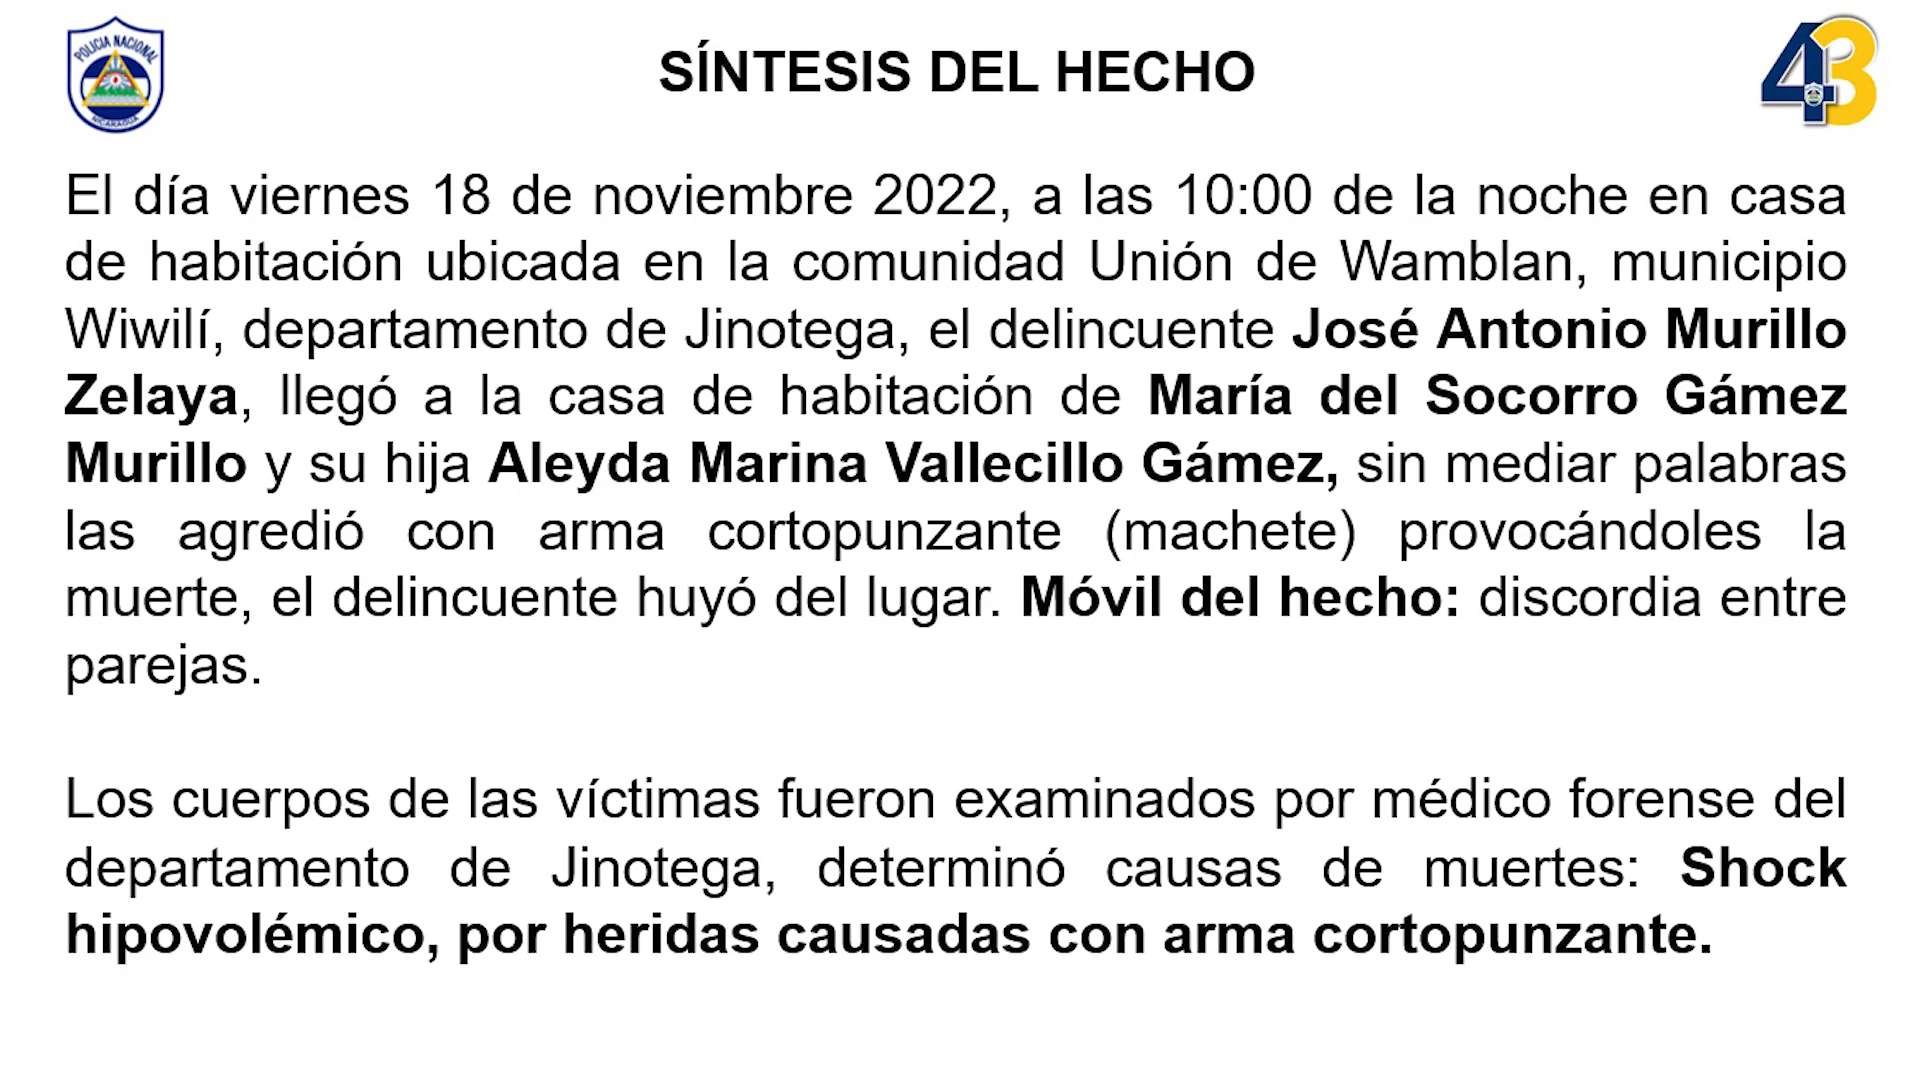 POLICIA NACIONAL
NICARAGUA
SÍNTESIS DEL HECHO
43
El día viernes 18 de noviembre 2022, a las 10:00 de la noche en casa
de habitación ubicada en la comunidad Unión de Wamblan, municipio
Wiwilí, departamento de Jinotega, el delincuente José Antonio Murillo
Zelaya, llegó a la casa de habitación de María del Socorro Gámez
Murillo y su hija Aleyda Marina Vallecillo Gámez, sin mediar palabras
las agredió con arma cortopunzante (machete) provocándoles la
muerte, el delincuente huyó del lugar. Móvil del hecho: discordia entre
parejas.
Los cuerpos de las víctimas fueron examinados por médico forense del
departamento de Jinotega, determinó causas de muertes: Shock
hipovolémico, por heridas causadas con arma cortopunzante.